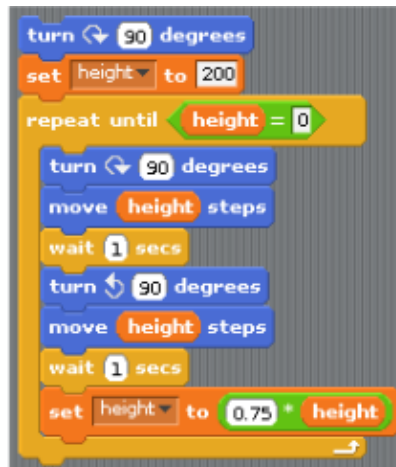 turn 90 degrees
set height to 200
repeat until height = 0
turn 90 degrees
move height steps
wait 1 secs
turn 90 degrees
move height steps
wait 1 secs
set height to 0.75 * height